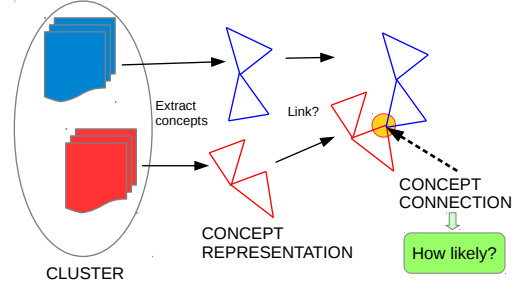 Extract
concepts
Link?
CONCEPT
REPRESENTATION
CONCEPT
CONNECTION
How likely?
CLUSTER